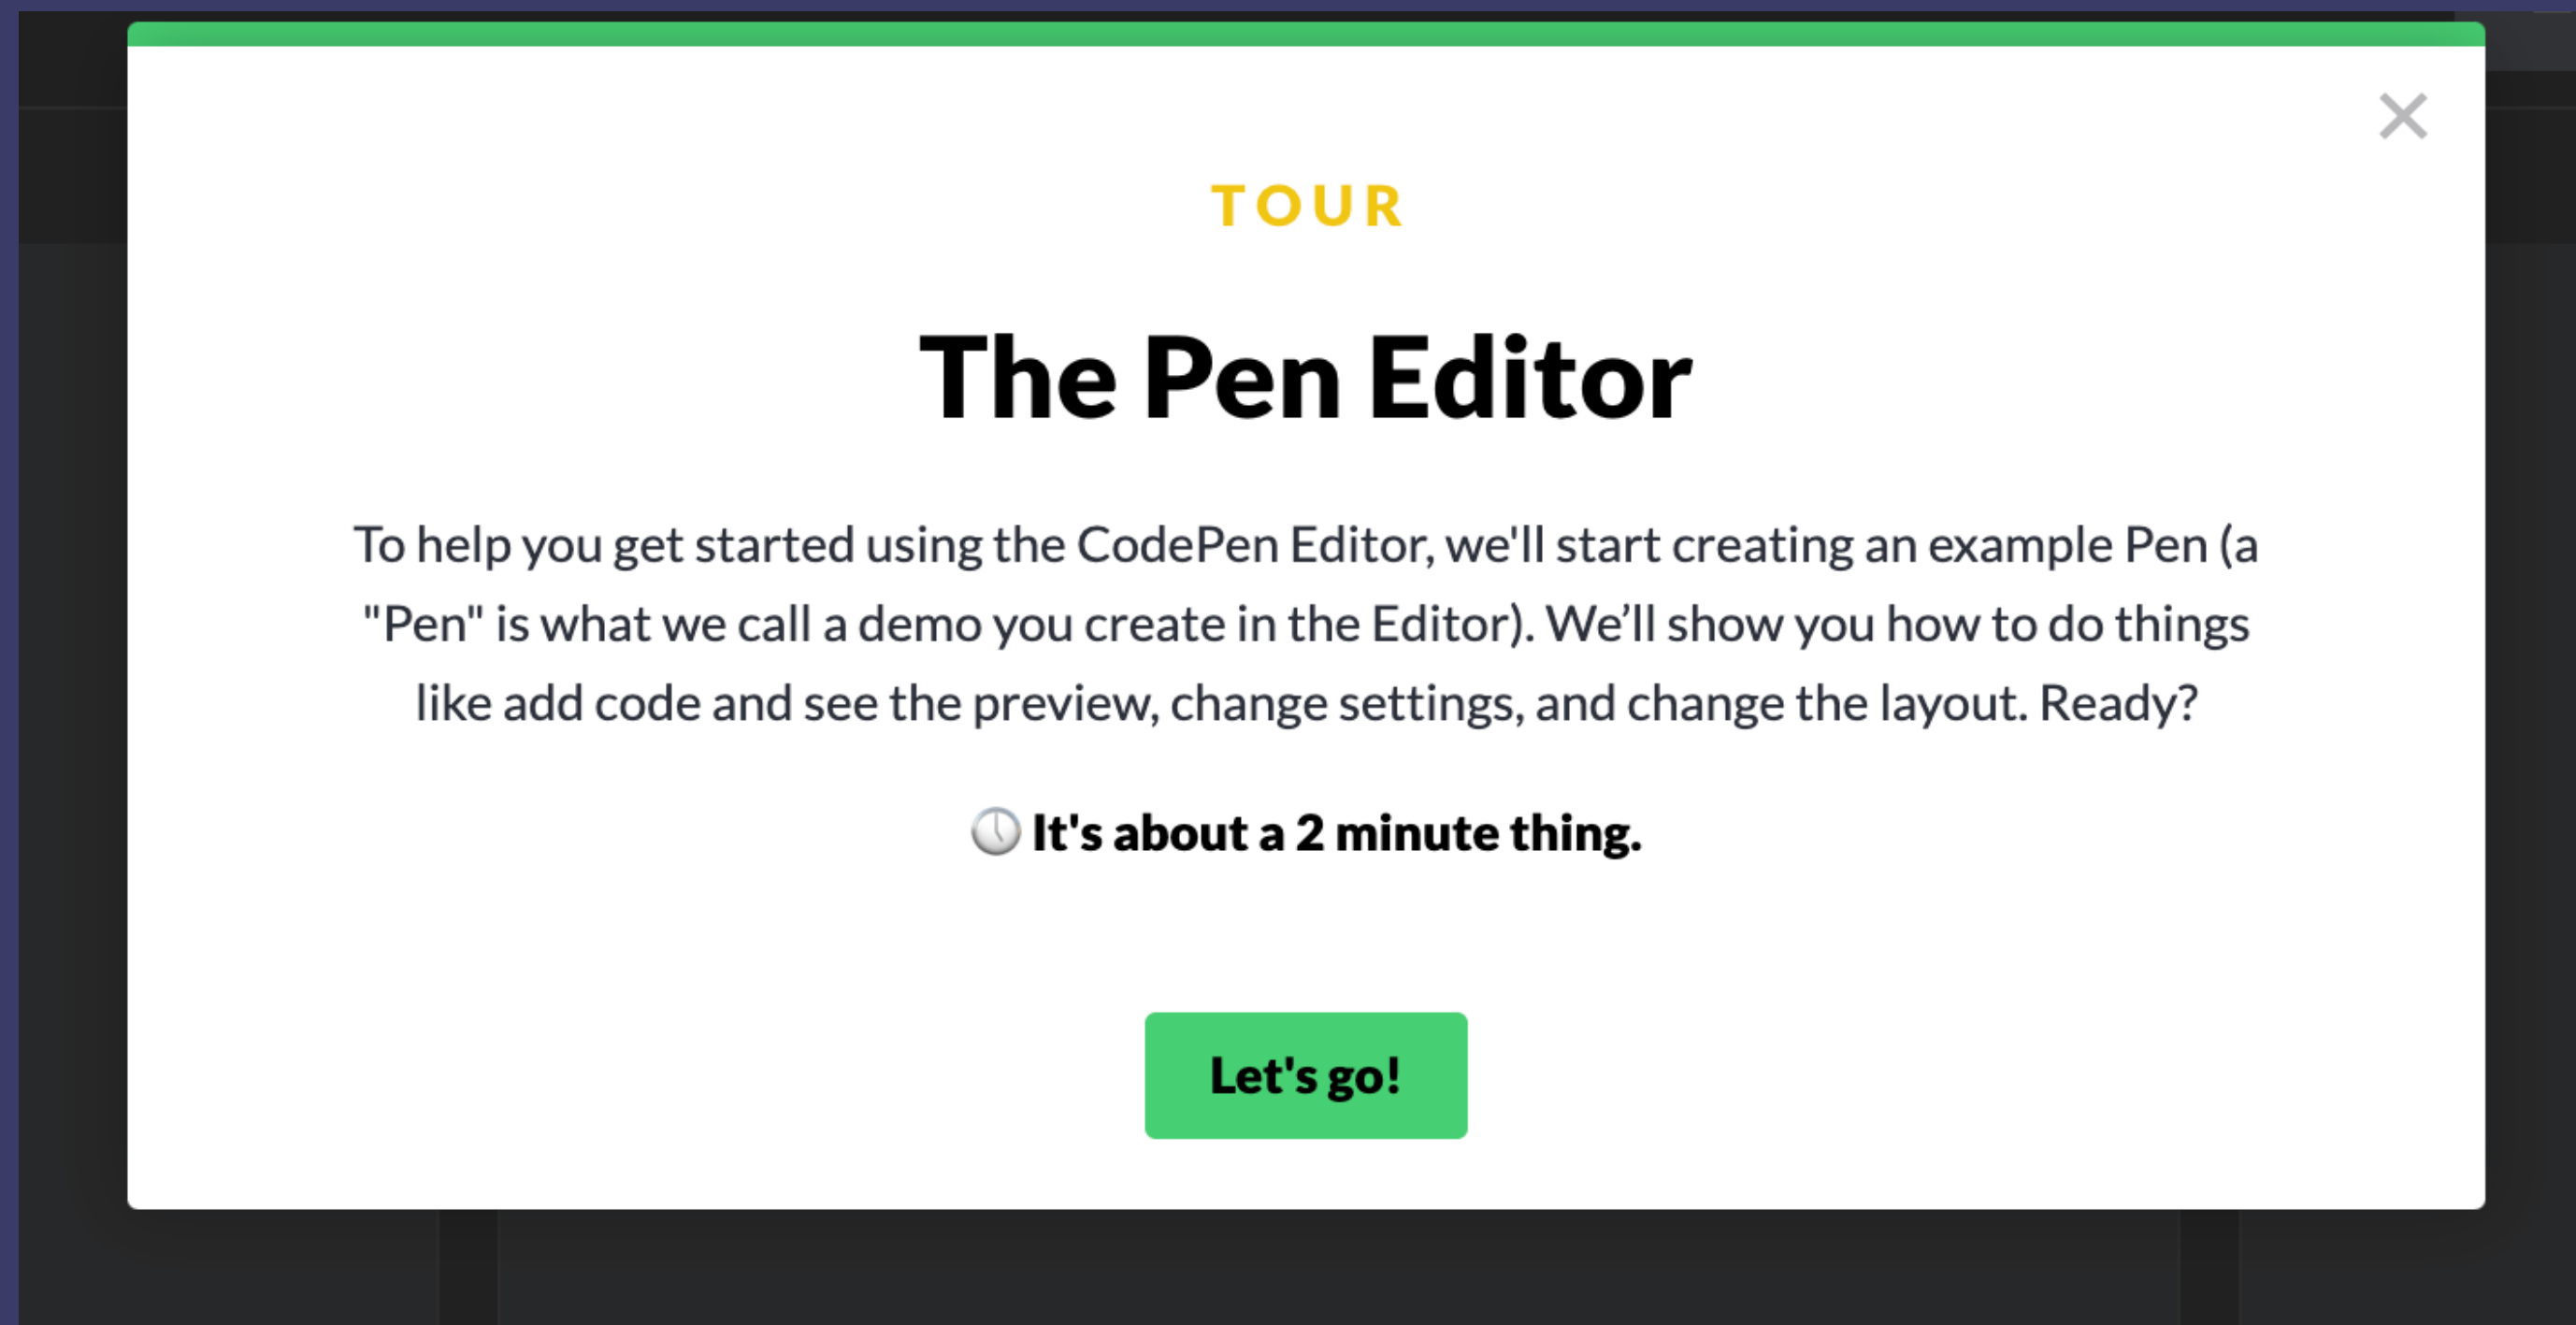 TOUR
The Pen Editor
To help you get started using the CodePen Editor, we'll start creating an example Pen (a
"Pen" is what we call a demo you create in the Editor). We’ll show you how to do things
like add code and see the preview, change settings, and change the layout. Ready?
🕔 It's about a 2 minute thing.
Let's go!